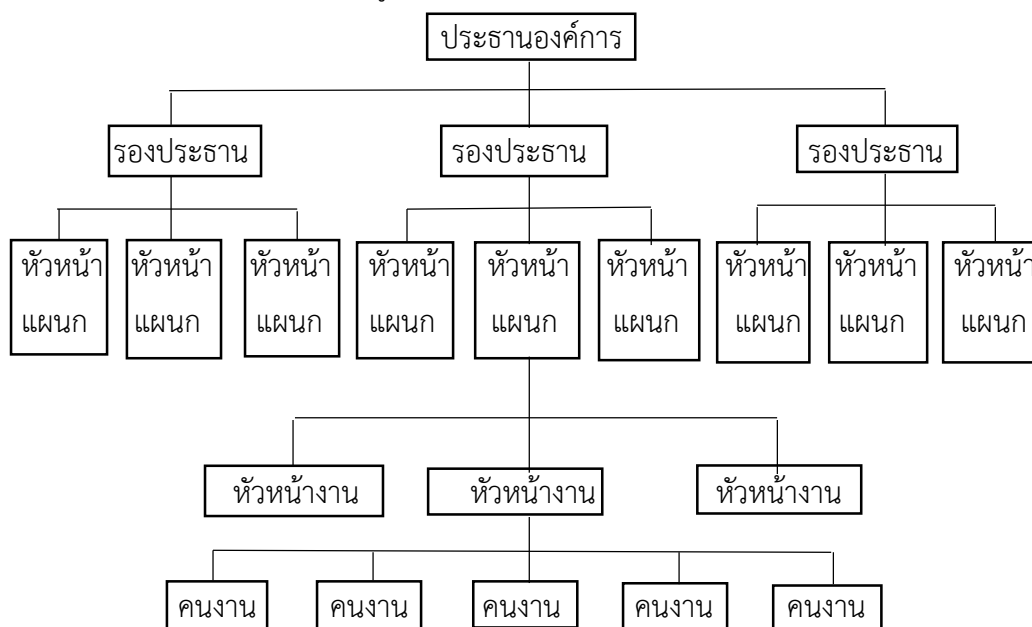 ประธานองค์การ
รองประธาน รองประธาน รองประธาน
หัวหน้า หัวหน้า หัวหน้า หัวหน้า หัวหน้า หัวหน้า หัวหน้า หัวหน้า หัวหน้า
แผนก แผนก แผนก แผนก แผนก แผนก แผนก แผนก แผนก
หัวหน้างาน หัวหน้างาน หัวหน้างาน
คนงาน คนงาน คนงาน คนงาน คนงาน